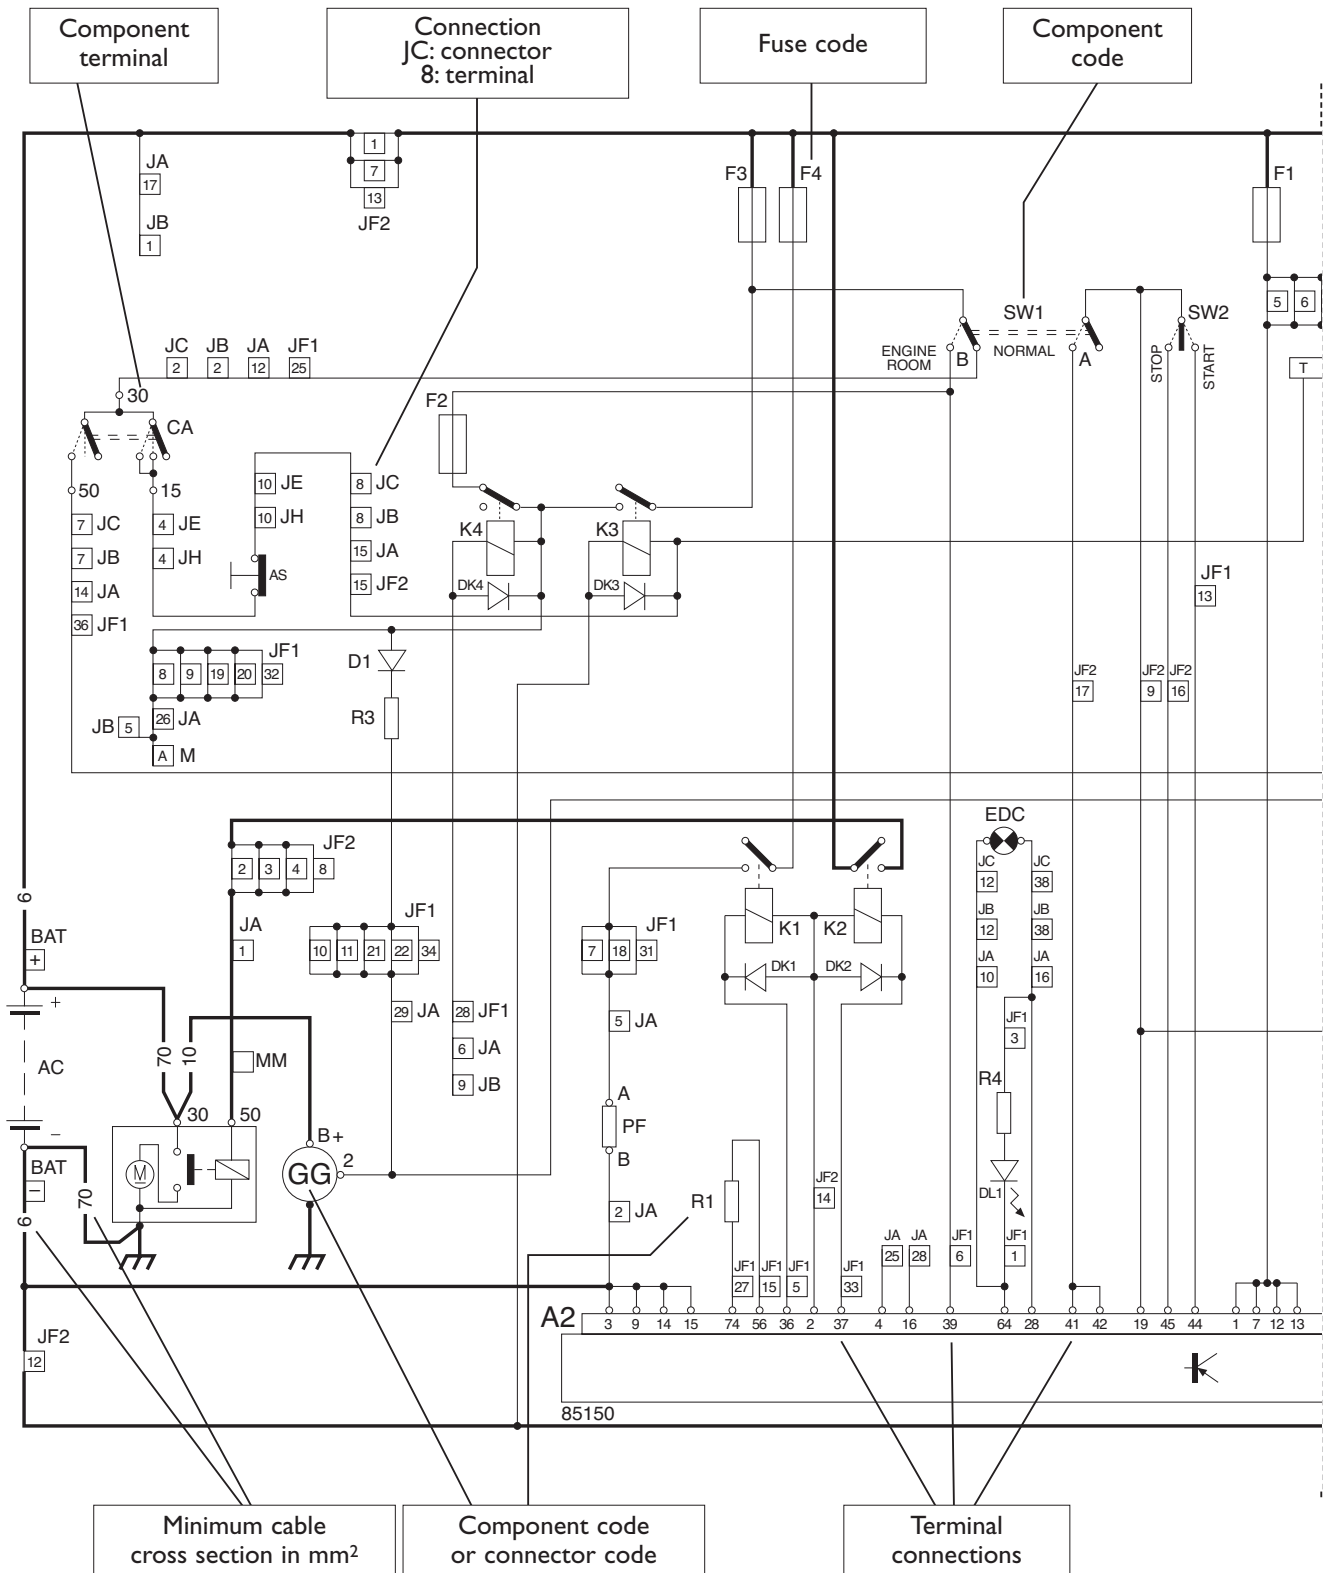 Component
terminal
Connection
JC: connector
8: terminal
Fuse code
Component
code
JA
17
JB
1
1
7
13
JF2
F3
F4
F1
5 6
SW1
SW2
ENGINE
ROOM
B
NORMAL
A
STOP
START
T
JC JB JA JF1
2 2 12 25
30
CA
F2
50
15
7 JC
7 JB
14 JA
36 JF1
4 JE
4 JH
10 JE
10 JH
AS
8 JC
8 JB
15 JA
15 JF2
K4
K3
DK4
DK3
JF1
13
JF1
8 9 19 20 32
26 JA
JB 5
A M
D1
R3
JF2
17
JF2 JF2
9 16
JF2
2 3 4 8
JA
1
JF1
10 11 21 22 34
29 JA
28 JF1
6 JA
9 JB
JF1
7 18 31
5 JA
A
PF
B
2 JA
K1
K2
DK1
DK2
EDC
JC
12
JB
12
JA
10
JC
38
JB
38
JA
16
JF1
3
R4
DL1
JF1
1
6
BAT
+
+
AC
−
BAT
−
6
70
70
10
MM
30
50
M
B+
GG
2
R1
JF2
14
JF1
27
JF1
15
JF1
5
JF1
33
JA
25
JA
28
JF1
6
JF2
12
A2
3 9 14 15 74 56 36 2 37 4 16 39 64 28 41 42 19 45 44 1 7 12 13
85150
Minimum cable
cross section in mm²
Component code
or connector code
Terminal
connections